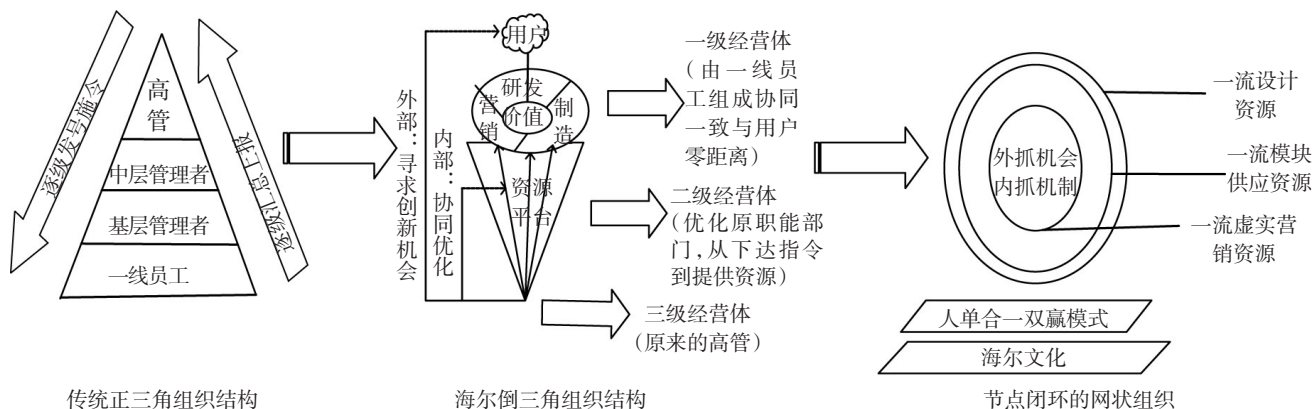 逐级发号施令
高
管
中层管理者
基层管理者
一线员工
逐级汇总上报
传统正三角组织结构
外部：寻求创新机会
内部：协同优化
用户
研发
营销
价值
制造
资源
平台
一级经营体
（由一线员
工组成协同
一致与用户
零距离）
二级经营体
（优化原职能部
门，从下达指令
到提供资源）
三级经营体
（原来的高管）
海尔倒三角组织结构
外抓机会
内抓机制
一流设计
资源
一流模块
供应资源
一流虚实营
销资源
人单合一双赢模式
海尔文化
节点闭环的网状组织